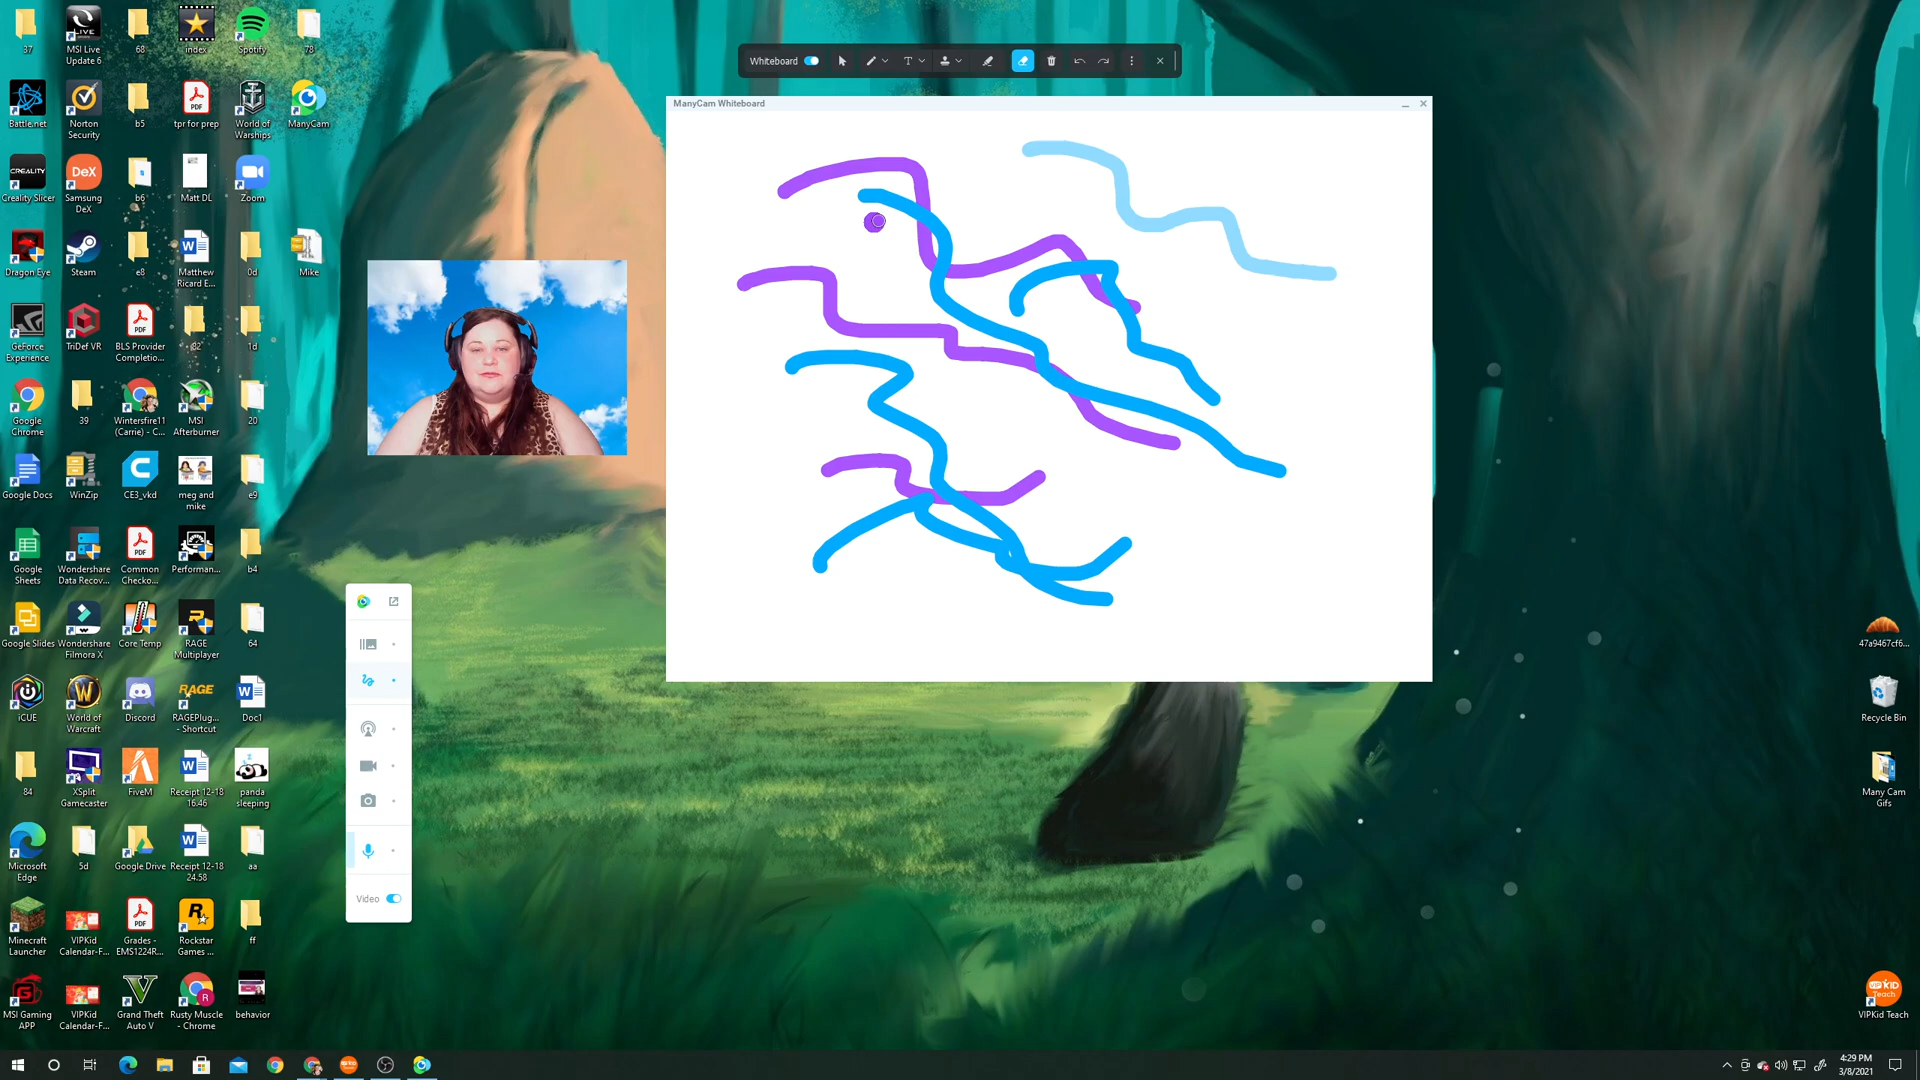 37
MSI Live
Update 6
68
index
Spotify
78
Battle.net
Norton
Security
b5
tpr for prep
World of
Warships
ManyCam
Creality Slicer
Samsung
DeX
b6
Matt DL
Zoom
Dragon Eye
Steam
e8
Matthew
Ricard E...
0d
Mike
GeForce
Experience
TriDef VR
BLS Provider
Completio...
32
1d
Google
Chrome
39
Wintersfire11
(Carrie) - C...
MSI
Afterburner
20
Google Docs
WinZip
CE3_vkd
meg and
mike
e9
Google
Sheets
Wondershare
Data Recov...
Common
Checko...
Performan...
b4
Google Slides
Wondershare
Filmora X
Core Temp
RAGE
Multiplayer
64
iCUE
World of
Warcraft
Discord
RAGEPlug...
- Shortcut
Doc1
84
XSplit
Gamecaster
FiveM
Receipt 12-18
16.46
panda
sleeping
Microsoft
Edge
5d
Google Drive
Receipt 12-18
24.58
aa
Minecraft
Launcher
VIPKid
Calendar-F...
Grades -
EMS1224R...
Rockstar
Games ...
ff
MSI Gaming
APP
VIPKid
Calendar-F...
Grand Theft
Auto V
Rusty Muscle
- Chrome
behavior
Whiteboard
ManyCam Whiteboard
Video
47a9467cf6...
Recycle Bin
Many Cam
Gifs
VIPKid Teach
4:29 PM
3/8/2021